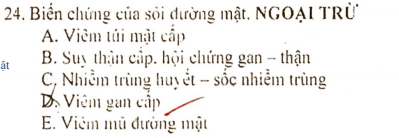 24. Biến chứng của sỏi đường mật. NGOẠI TRỪ
A. Viêm túi mật cấp
B. Suy thận cấp. hội chứng gan – thận
ật
C. Nhiễm trùng huyết – sốc nhiễm trùng
D. Viêm gan cấp
E. Viêm mủ đường mật